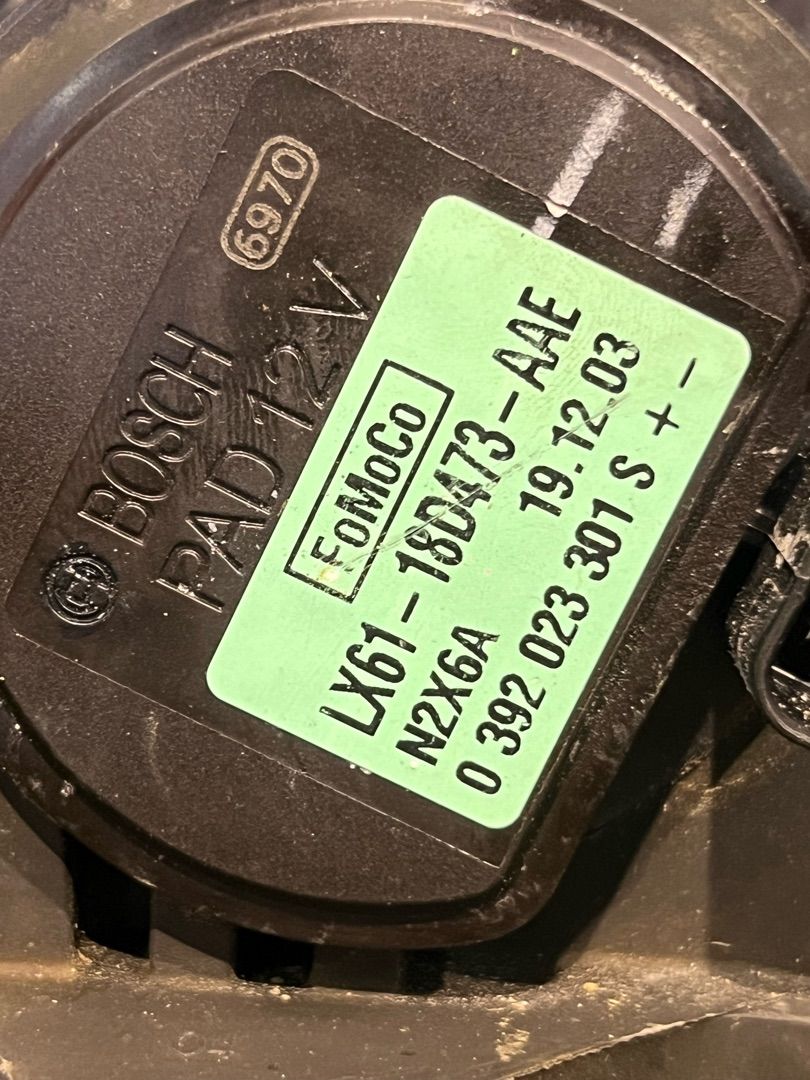 6970
BOSCH
PAD 12 V
FoMoCo
LX61-18D473-AAE
N2X6A 19.12.03
0 392 023 301 S + -